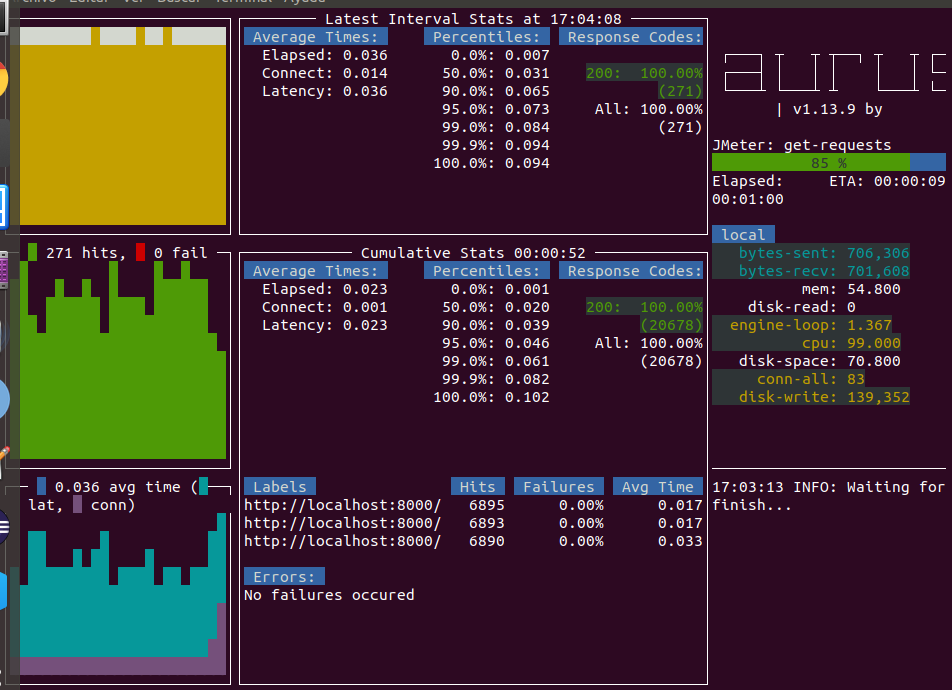 Latest Interval Stats at 17:04:08
Average Times: Percentiles: Response Codes:
Elapsed: 0.036 0.0%: 0.007
Connect: 0.014 50.0%: 0.031 200: 100.00%
Latency: 0.036 90.0%: 0.065 (271)
95.0%: 0.073 All: 100.00%
99.0%: 0.084 (271)
99.9%: 0.094
100.0%: 0.094
271 hits, 0 fail
Cumulative Stats 00:00:52
Average Times: Percentiles: Response Codes:
Elapsed: 0.023 0.0%: 0.001
Connect: 0.001 50.0%: 0.020 200: 100.00%
Latency: 0.023 90.0%: 0.039 (20678)
95.0%: 0.046 All: 100.00%
99.0%: 0.061 (20678)
99.9%: 0.082
100.0%: 0.102
0.036 avg time (
lat, conn)
Labels Hits Failures Avg Time
http://localhost:8000/ 6895 0.00% 0.017
http://localhost:8000/ 6893 0.00% 0.017
http://localhost:8000/ 6890 0.00% 0.033
Errors:
No failures occured
aurus
| v1.13.9 by
JMeter: get-requests
85 %
Elapsed: ETA: 00:00:09
00:01:00
local
bytes-sent: 706,306
bytes-recv: 701,608
mem: 54.800
disk-read: 0
engine-loop: 1.367
cpu: 99.000
disk-space: 70.800
conn-all: 83
disk-write: 139,352
17:03:13 INFO: Waiting for
finish...